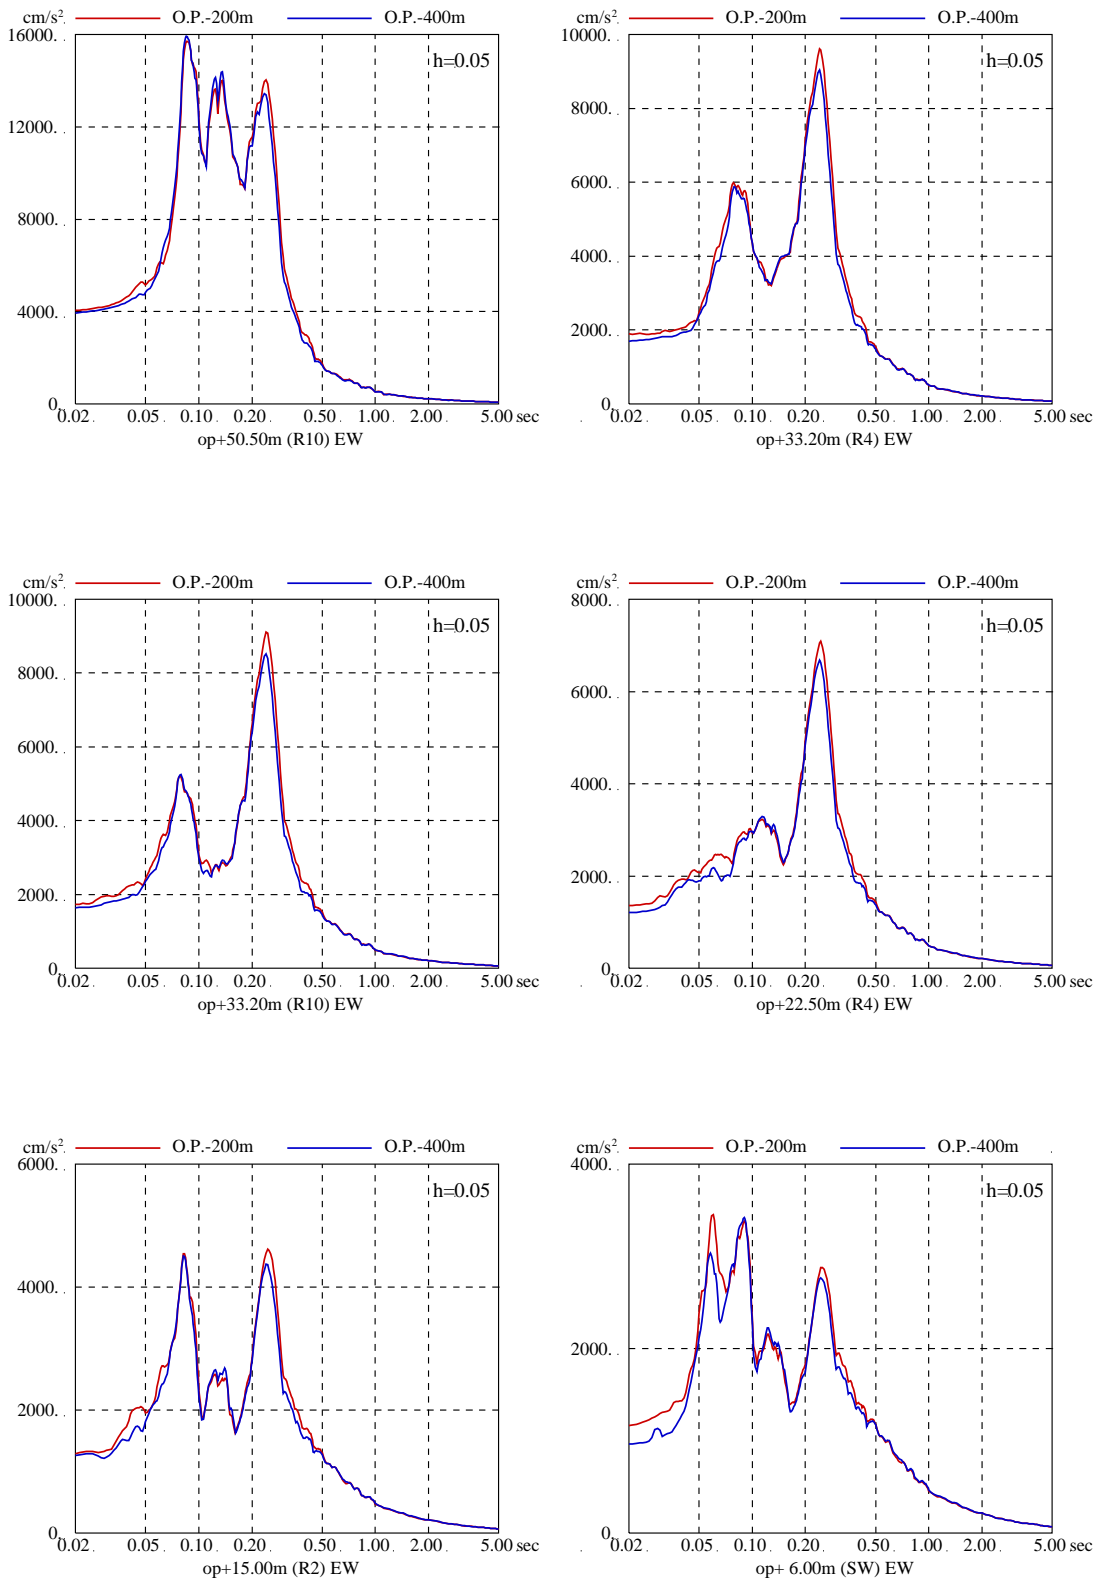 cm/s². O.P.-200m O.P.-400m
16000.
h=0.05
12000.
8000.
4000.
0.
0.02 0.05 0.10 0.20 0.50 1.00 2.00 5.00 sec
op+50.50m (R10) EW
cm/s². O.P.-200m O.P.-400m
10000.
h=0.05
8000.
6000.
4000.
2000.
0.
0.02 0.05 0.10 0.20 0.50 1.00 2.00 5.00 sec
op+33.20m (R4) EW
cm/s². O.P.-200m O.P.-400m
10000.
h=0.05
8000.
6000.
4000.
2000.
0.
0.02 0.05 0.10 0.20 0.50 1.00 2.00 5.00 sec
op+33.20m (R10) EW
cm/s². O.P.-200m O.P.-400m
8000.
h=0.05
6000.
4000.
2000.
0.
0.02 0.05 0.10 0.20 0.50 1.00 2.00 5.00 sec
op+22.50m (R4) EW
cm/s². O.P.-200m O.P.-400m
6000.
h=0.05
4000.
2000.
0.
0.02 0.05 0.10 0.20 0.50 1.00 2.00 5.00 sec
op+15.00m (R2) EW
cm/s². O.P.-200m O.P.-400m
4000.
h=0.05
2000.
0.
0.02 0.05 0.10 0.20 0.50 1.00 2.00 5.00 sec
op+ 6.00m (SW) EW